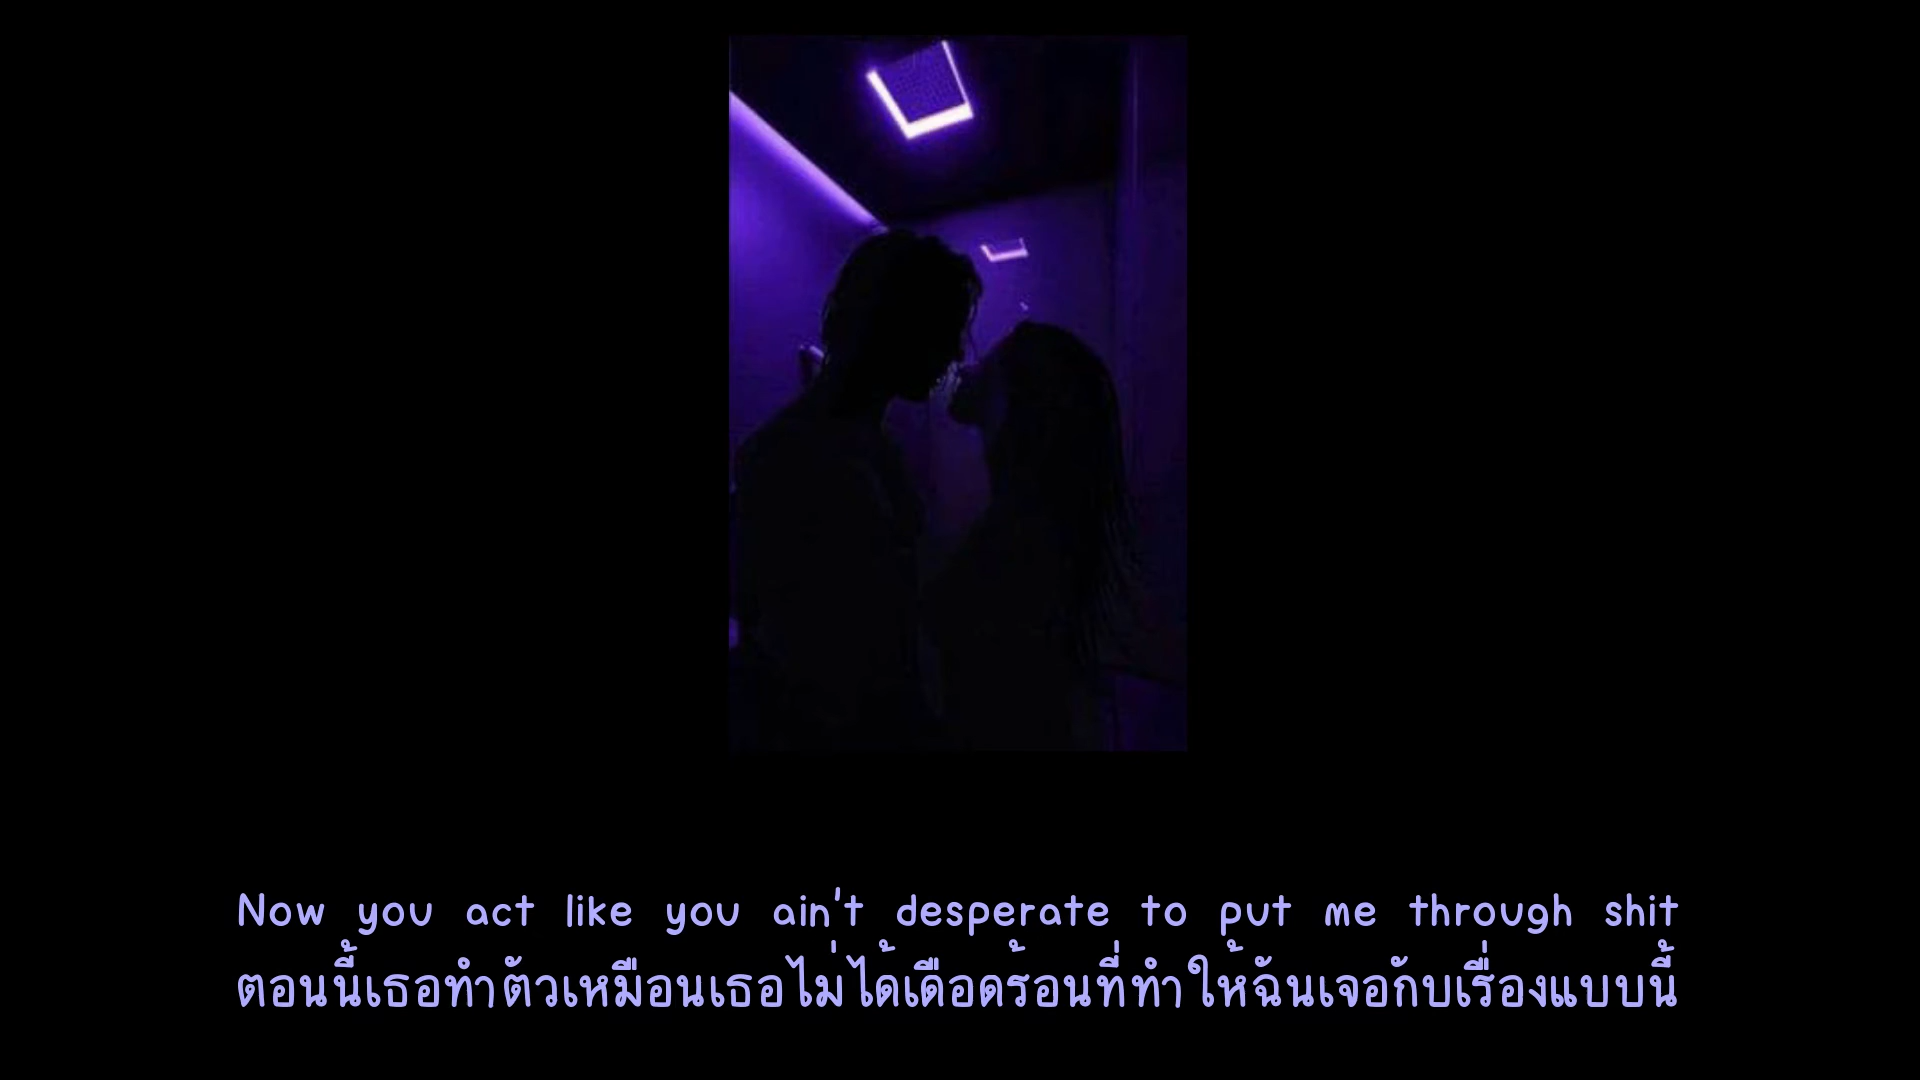 Now you act like you ain't desperate to put me through shit
ตอนนี้เธอทำตัวเหมือนเธอไม่ได้เดือดร้อนที่ทำให้ฉันเจอกับเรื่องแบบนี้